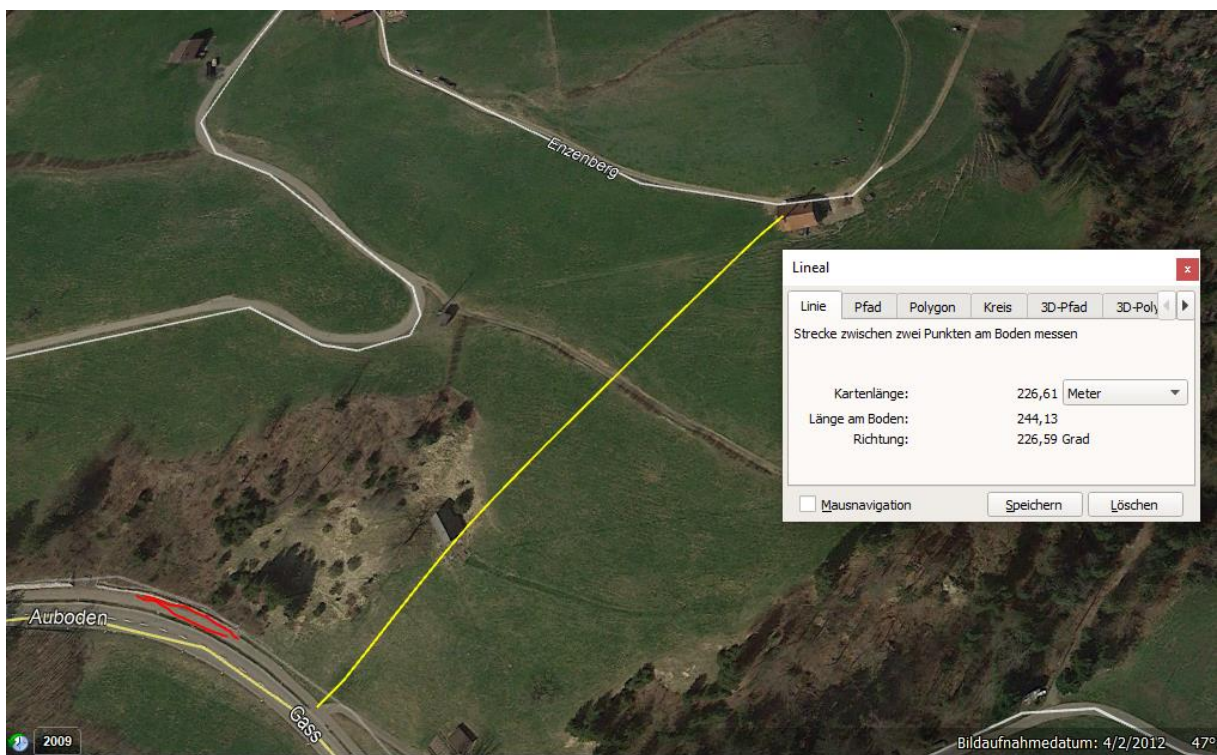 Enzenberg
Lineal
x
Linie Pfad Polygon Kreis 3D-Pfad 3D-Poly
Strecke zwischen zwei Punkten am Boden messen
Kartenlänge: 226,61 Meter
Länge am Boden: 244,13
Richtung: 226,59 Grad
Mausnavigation Speichern Löschen
Auboden
Gass
2009
Bildaufnahmedatum: 4/2/2012 47°